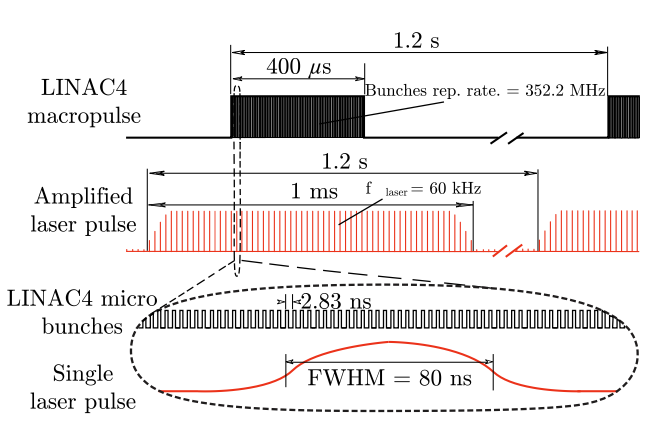 1.2 s
400 μs
LINAC4
macropulse
Bunches rep. rate. = 352.2 MHz
1.2 s
Amplified
laser pulse
1 ms
f laser = 60 kHz
LINAC4 micro
bunches
2.83 ns
Single
laser pulse
FWHM = 80 ns